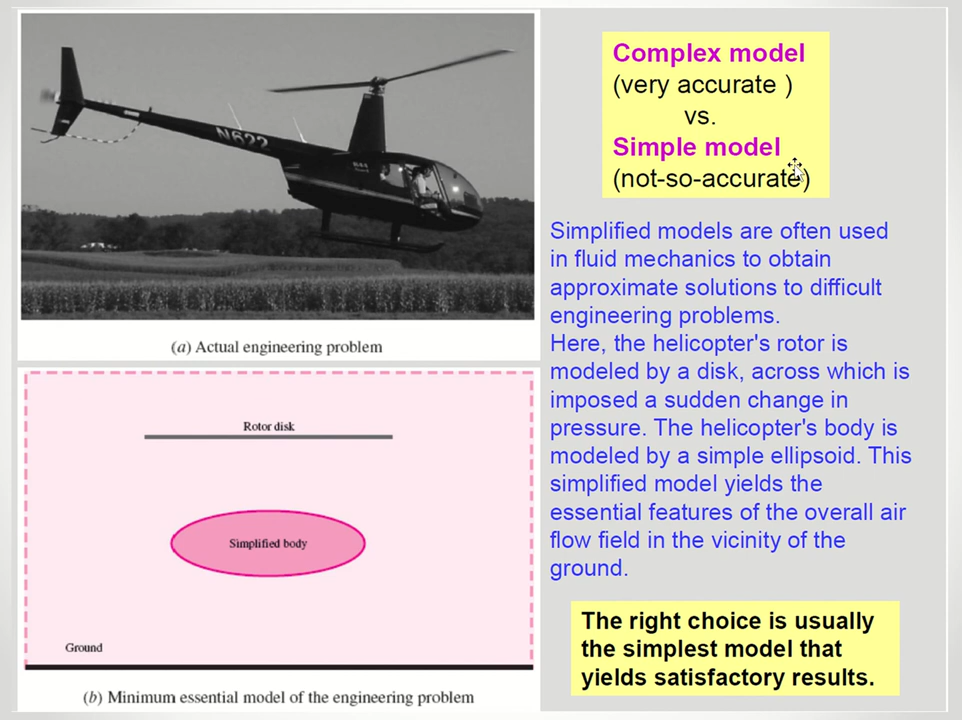 N622
(a) Actual engineering problem
Rotor disk
Simplified body
Ground
(b) Minimum essential model of the engineering problem
Complex model
(very accurate )
vs.
Simple model
(not-so-accurate)
Simplified models are often used
in fluid mechanics to obtain
approximate solutions to difficult
engineering problems.
Here, the helicopter's rotor is
modeled by a disk, across which is
imposed a sudden change in
pressure. The helicopter's body is
modeled by a simple ellipsoid. This
simplified model yields the
essential features of the overall air
flow field in the vicinity of the
ground.
The right choice is usually
the simplest model that
yields satisfactory results.